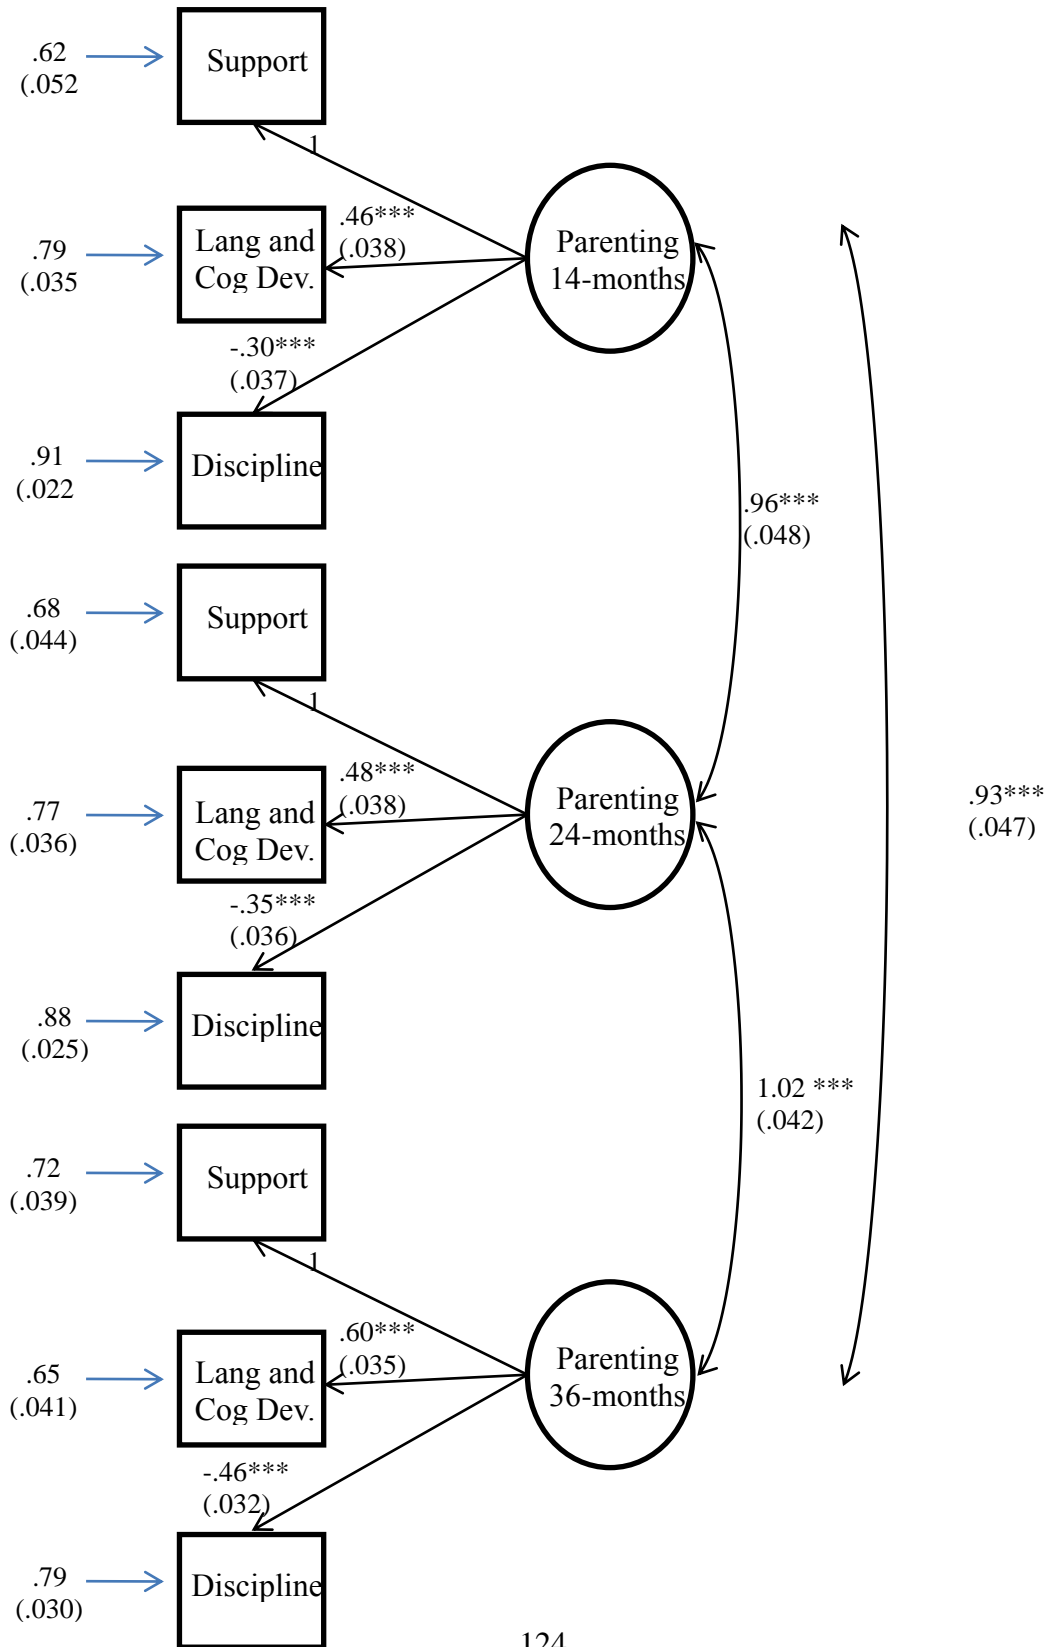 .62
(.052
Support
1
.46***
(.038)
Parenting
14-months
.79
(.035
Lang and
Cog Dev.
-.30***
(.037)
.91
(.022
Discipline
.96***
(.048)
.68
(.044)
Support
1
.48***
(.038)
Parenting
24-months
.93***
(.047)
.77
(.036)
Lang and
Cog Dev.
-.35***
(.036)
.88
(.025)
Discipline
1.02 ***
(.042)
.72
(.039)
Support
1
.60***
(.035)
Parenting
36-months
.65
(.041)
Lang and
Cog Dev.
-.46***
(.032)
.79
(.030)
Discipline
124